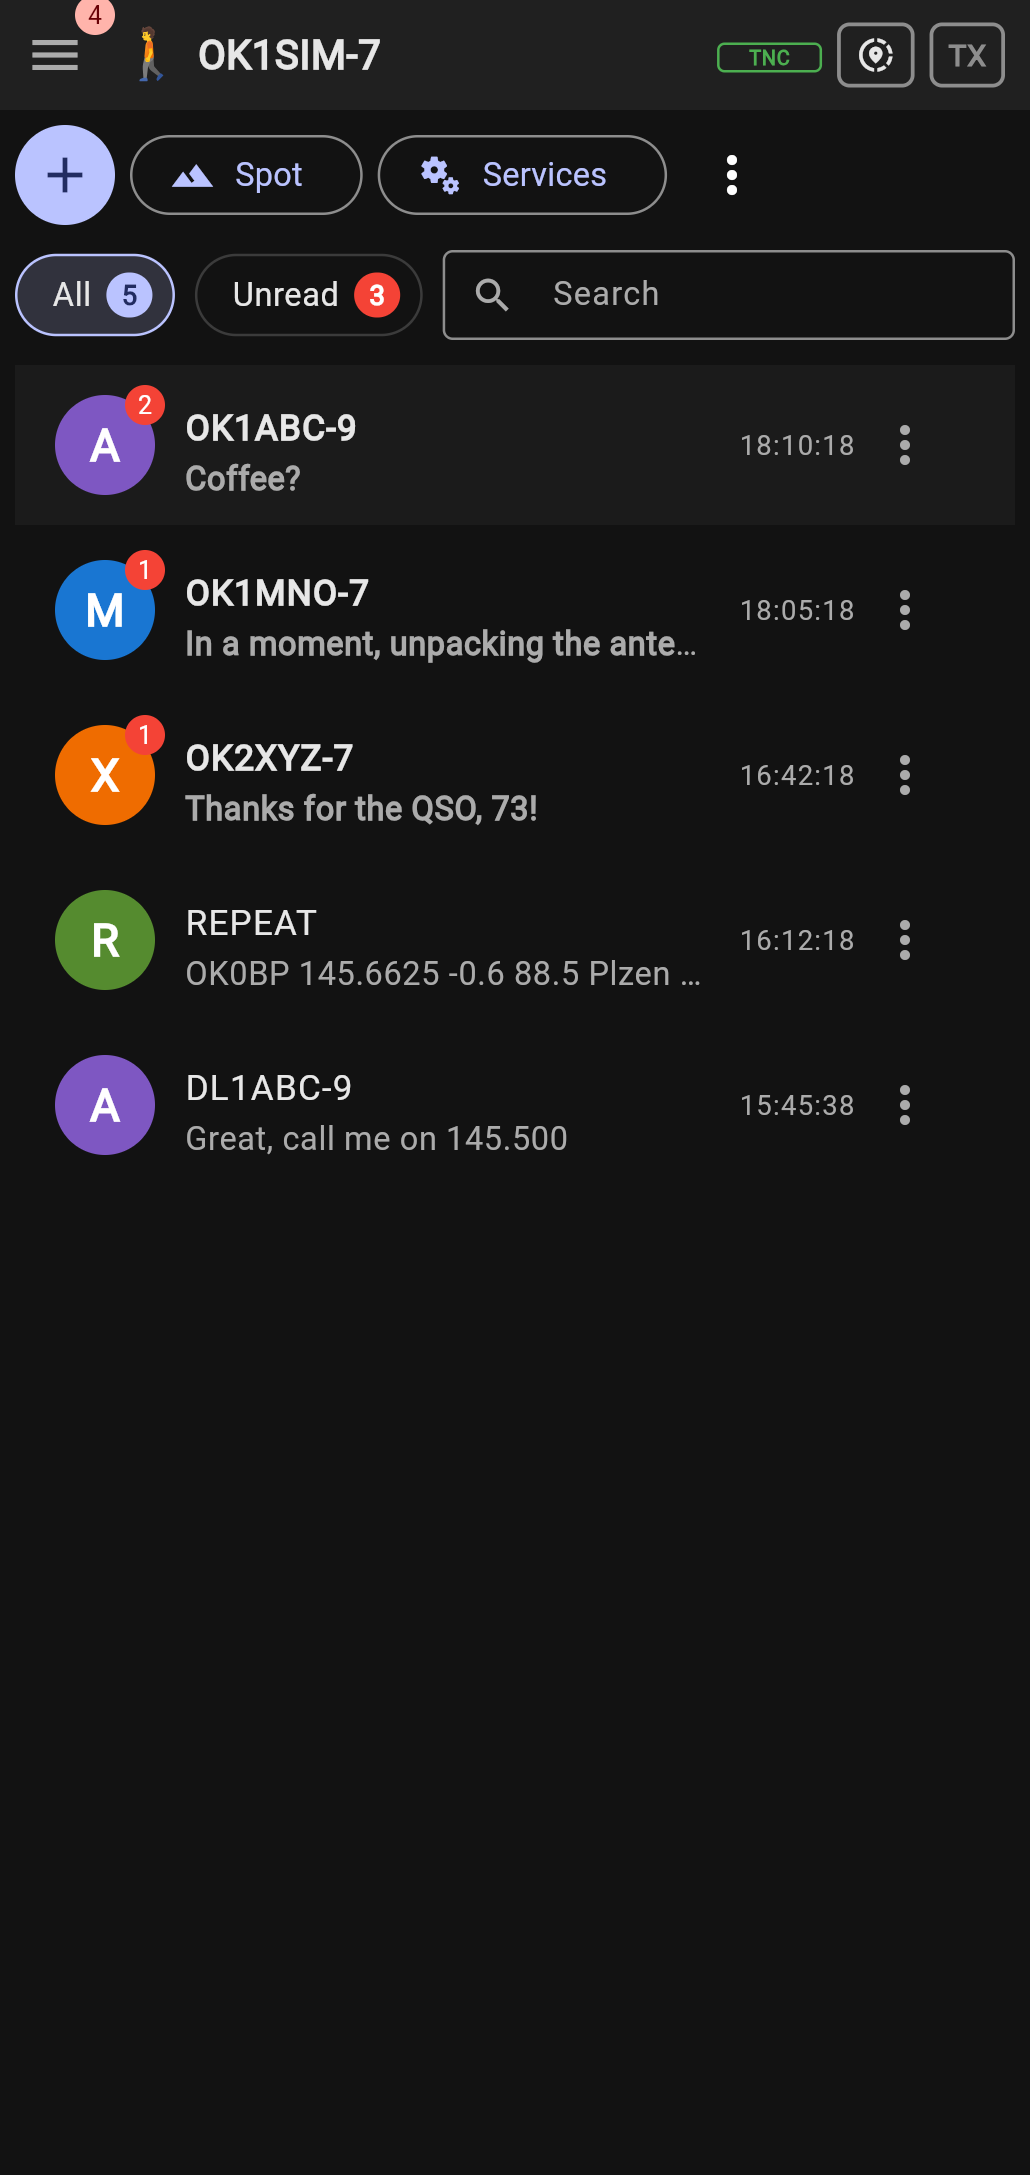 4
OK1SIM-7
TNC
TX
Spot
Services
All 5
Unread 3
Search
2
A
OK1ABC-9
Coffee?
18:10:18
1
M
OK1MNO-7
In a moment, unpacking the ante...
18:05:18
1
X
OK2XYZ-7
Thanks for the QSO, 73!
16:42:18
R
REPEAT
OK0BP 145.6625 -0.6 88.5 Plzen ...
16:12:18
A
DL1ABC-9
Great, call me on 145.500
15:45:38